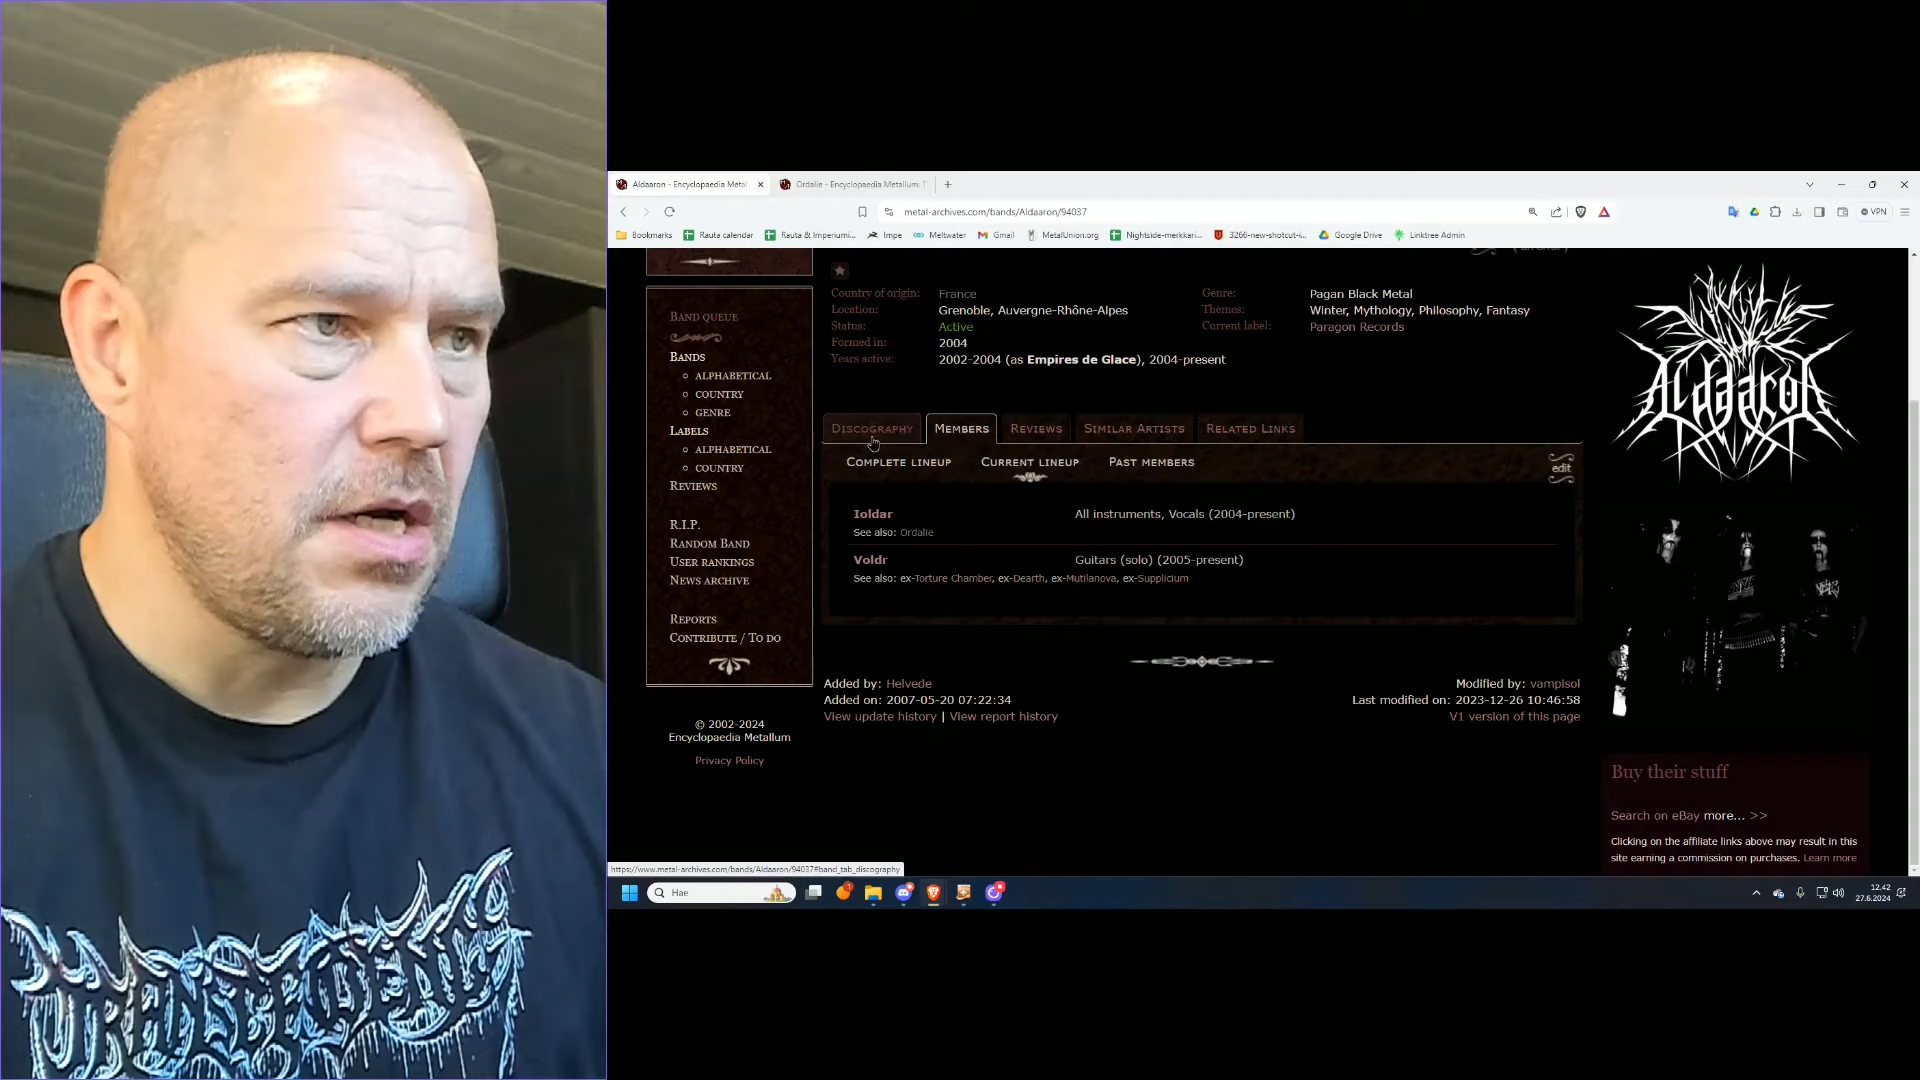 Aldaaron - Encyclopaedia Metal
Ordalie - Encyclopaedia Metallum: T
metal-archives.com/bands/Aldaaron/94037
VPN
Bookmarks
Rauta calendar
Rauta & Imperiumi...
Impe
Meltwater
Gmail
MetalUnion.org
Nightside-merkkari...
3266-new-shotcut-i...
Google Drive
Linktree Admin
Band queue
Bands
Alphabetical
Country
Genre
Labels
Alphabetical
Country
Reviews
R.I.P.
Random Band
User rankings
News archive
Reports
Contribute / To do
© 2002-2024
Encyclopaedia Metallum
Privacy Policy
Country of origin: France
Location: Grenoble, Auvergne-Rhône-Alpes
Status: Active
Formed in: 2004
Years active: 2002-2004 (as Empires de Glace), 2004-present
Genre: Pagan Black Metal
Themes: Winter, Mythology, Philosophy, Fantasy
Current label: Paragon Records
Discography Members Reviews Similar Artists Related Links
Complete lineup Current lineup Past members
edit
Ioldar All instruments, Vocals (2004-present)
See also: Ordalie
Voldr Guitars (solo) (2005-present)
See also: ex-Torture Chamber, ex-Dearth, ex-Mutilanova, ex-Supplicium
Added by: Helvede
Added on: 2007-05-20 07:22:34
View update history | View report history
Modified by: vampisol
Last modified on: 2023-12-26 10:46:58
V1 version of this page
Aldaaron
Buy their stuff
Search on eBay more... >>
Clicking on the affiliate links above may result in this
site earning a commission on purchases. Learn more
https://www.metal-archives.com/bands/Aldaaron/94037#band_tab_discography
Hae
12.42
27.6.2024